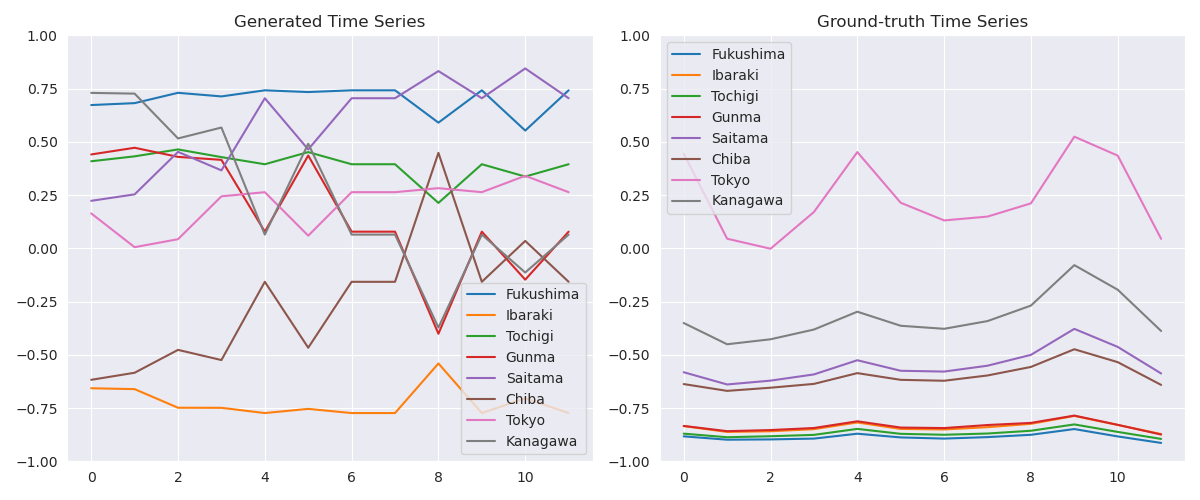 Generated Time Series
1.00
0.75
0.50
0.25
0.00
−0.25
−0.50
−0.75
−1.00
0 2 4 6 8 10
Fukushima
Ibaraki
Tochigi
Gunma
Saitama
Chiba
Tokyo
Kanagawa
Ground-truth Time Series
1.00
0.75
0.50
0.25
0.00
−0.25
−0.50
−0.75
−1.00
0 2 4 6 8 10
Fukushima
Ibaraki
Tochigi
Gunma
Saitama
Chiba
Tokyo
Kanagawa